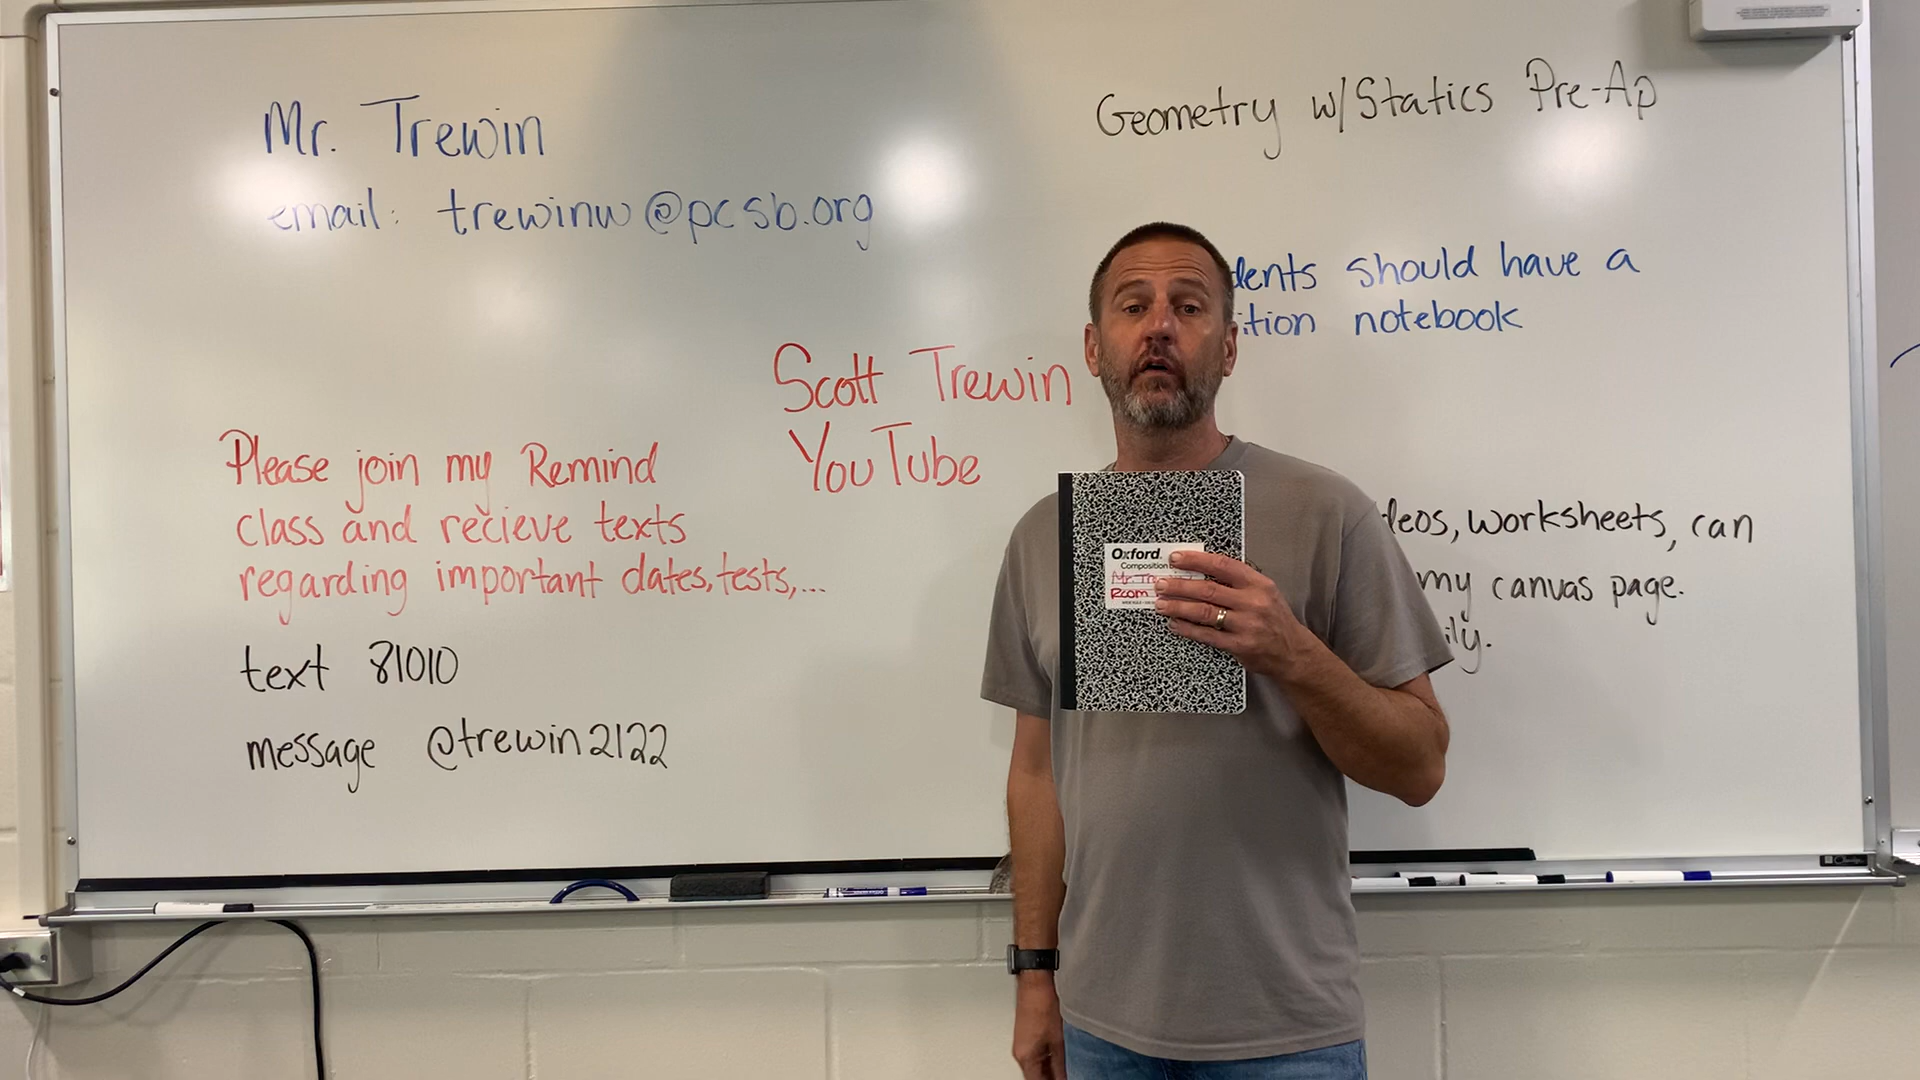 Mr. Trewin
email: trewinw@pcsb.org
Geometry w/Statics Pre-Ap
dents should have a
ition notebook
Scott Trewin
YouTube
Please join my Remind
class and recieve texts
regarding important dates, tests,...
text 81010
message @trewin2122
deos, worksheets, can
my canvas page.
ily.
Oxford
Composition
Mr.
Room